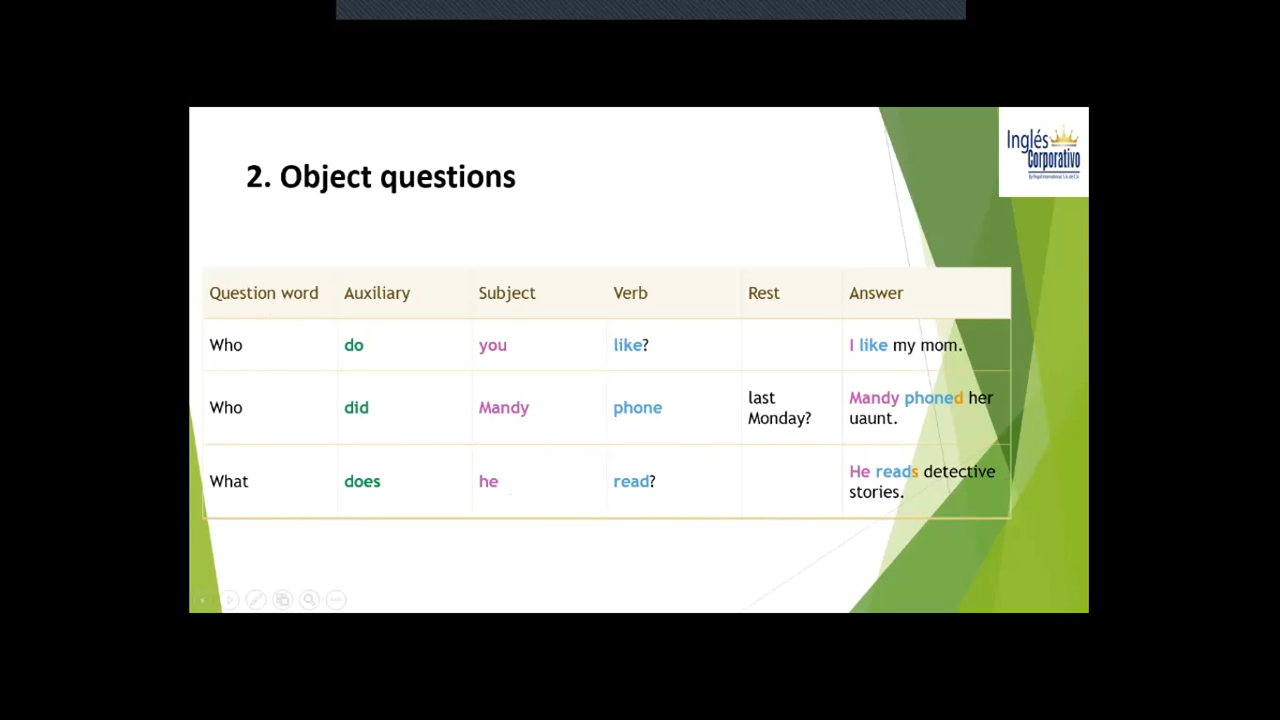 2. Object questions
Inglés
Corporativo
Question word Auxiliary Subject Verb Rest Answer
Who do you like? I like my mom.
Who did Mandy phone last Monday? Mandy phoned her uaunt.
What does he read? He reads detective stories.